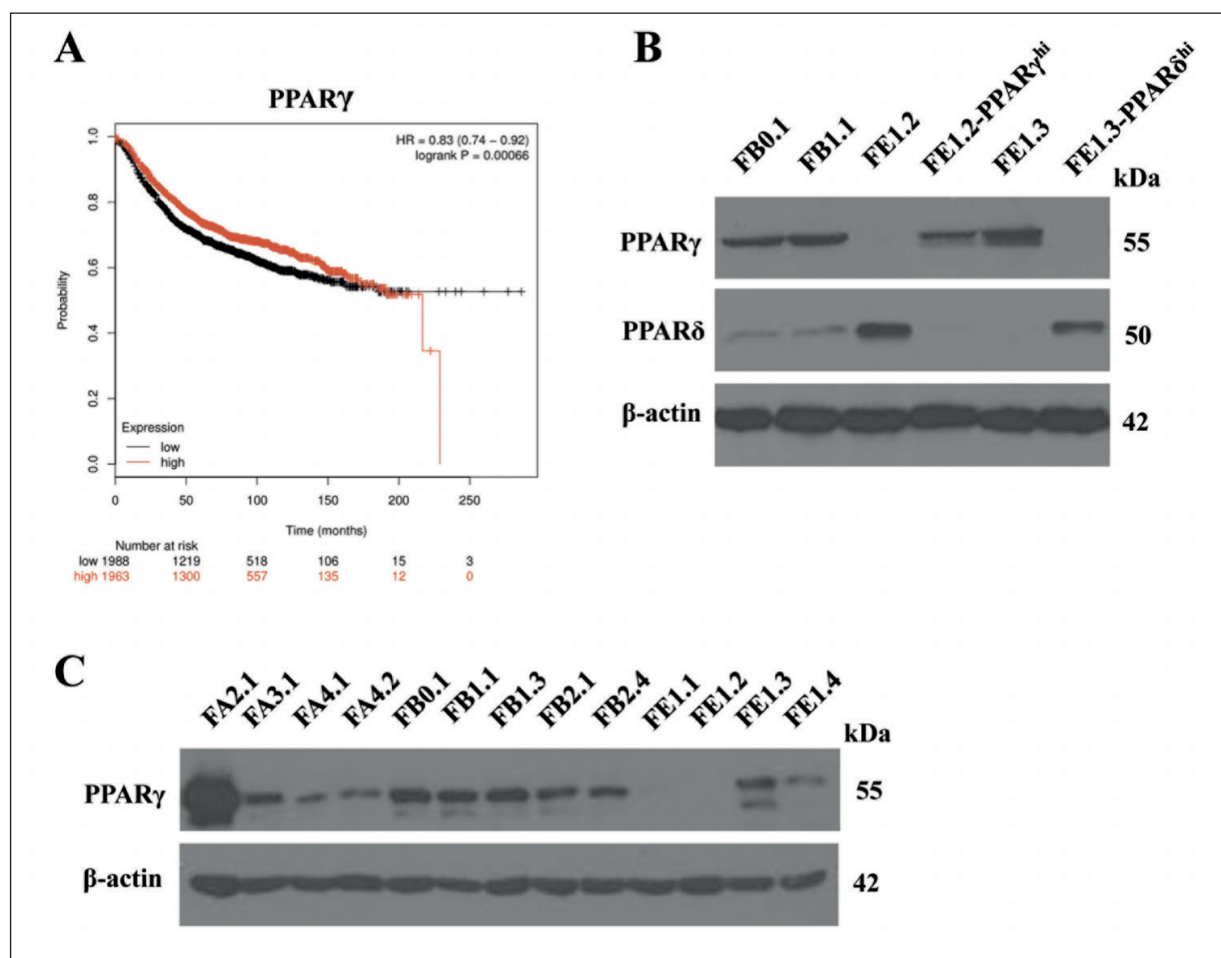 A
PPARγ
HR = 0.83 (0.74 − 0.92)
logrank P = 0.00066
Probability
1.0
0.8
0.6
0.4
0.2
0.0
Expression
low
high
0 50 100 150 200 250
Time (months)
Number at risk
low 1988 1219 518 106 15 3
high 1963 1300 557 135 12 0
B
FB0.1 FB1.1 FE1.2 FE1.2-PPARγhi FE1.3 FE1.3-PPARδhi
kDa
PPARγ 55
PPARδ 50
β-actin 42
C
FA2.1 FA3.1 FA4.1 FA4.2 FB0.1 FB1.1 FB1.3 FB2.1 FB2.4 FE1.1 FE1.2 FE1.3 FE1.4
kDa
PPARγ 55
β-actin 42